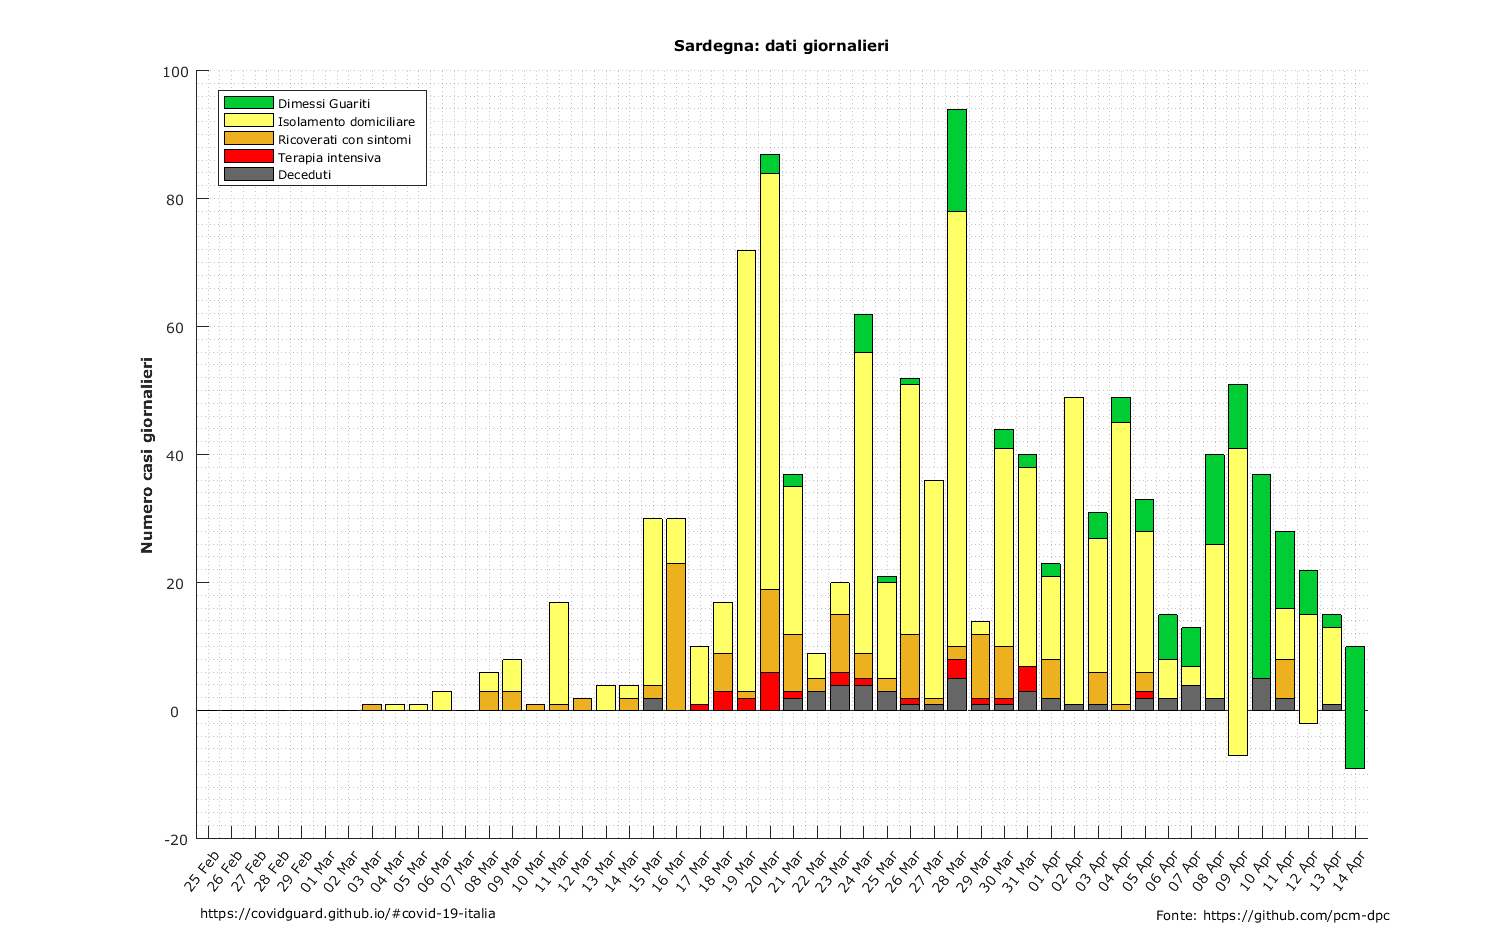 Sardegna: dati giornalieri
100
80
60
40
20
0
-20
Numero casi giornalieri
Dimessi Guariti
Isolamento domiciliare
Ricoverati con sintomi
Terapia intensiva
Deceduti
25 Feb
26 Feb
27 Feb
28 Feb
29 Feb
01 Mar
02 Mar
03 Mar
04 Mar
05 Mar
06 Mar
07 Mar
08 Mar
09 Mar
10 Mar
11 Mar
12 Mar
13 Mar
14 Mar
15 Mar
16 Mar
17 Mar
18 Mar
19 Mar
20 Mar
21 Mar
22 Mar
23 Mar
24 Mar
25 Mar
26 Mar
27 Mar
28 Mar
29 Mar
30 Mar
31 Mar
01 Apr
02 Apr
03 Apr
04 Apr
05 Apr
06 Apr
07 Apr
08 Apr
09 Apr
10 Apr
11 Apr
12 Apr
13 Apr
14 Apr
https://covidguard.github.io/#covid-19-italia
Fonte: https://github.com/pcm-dpc